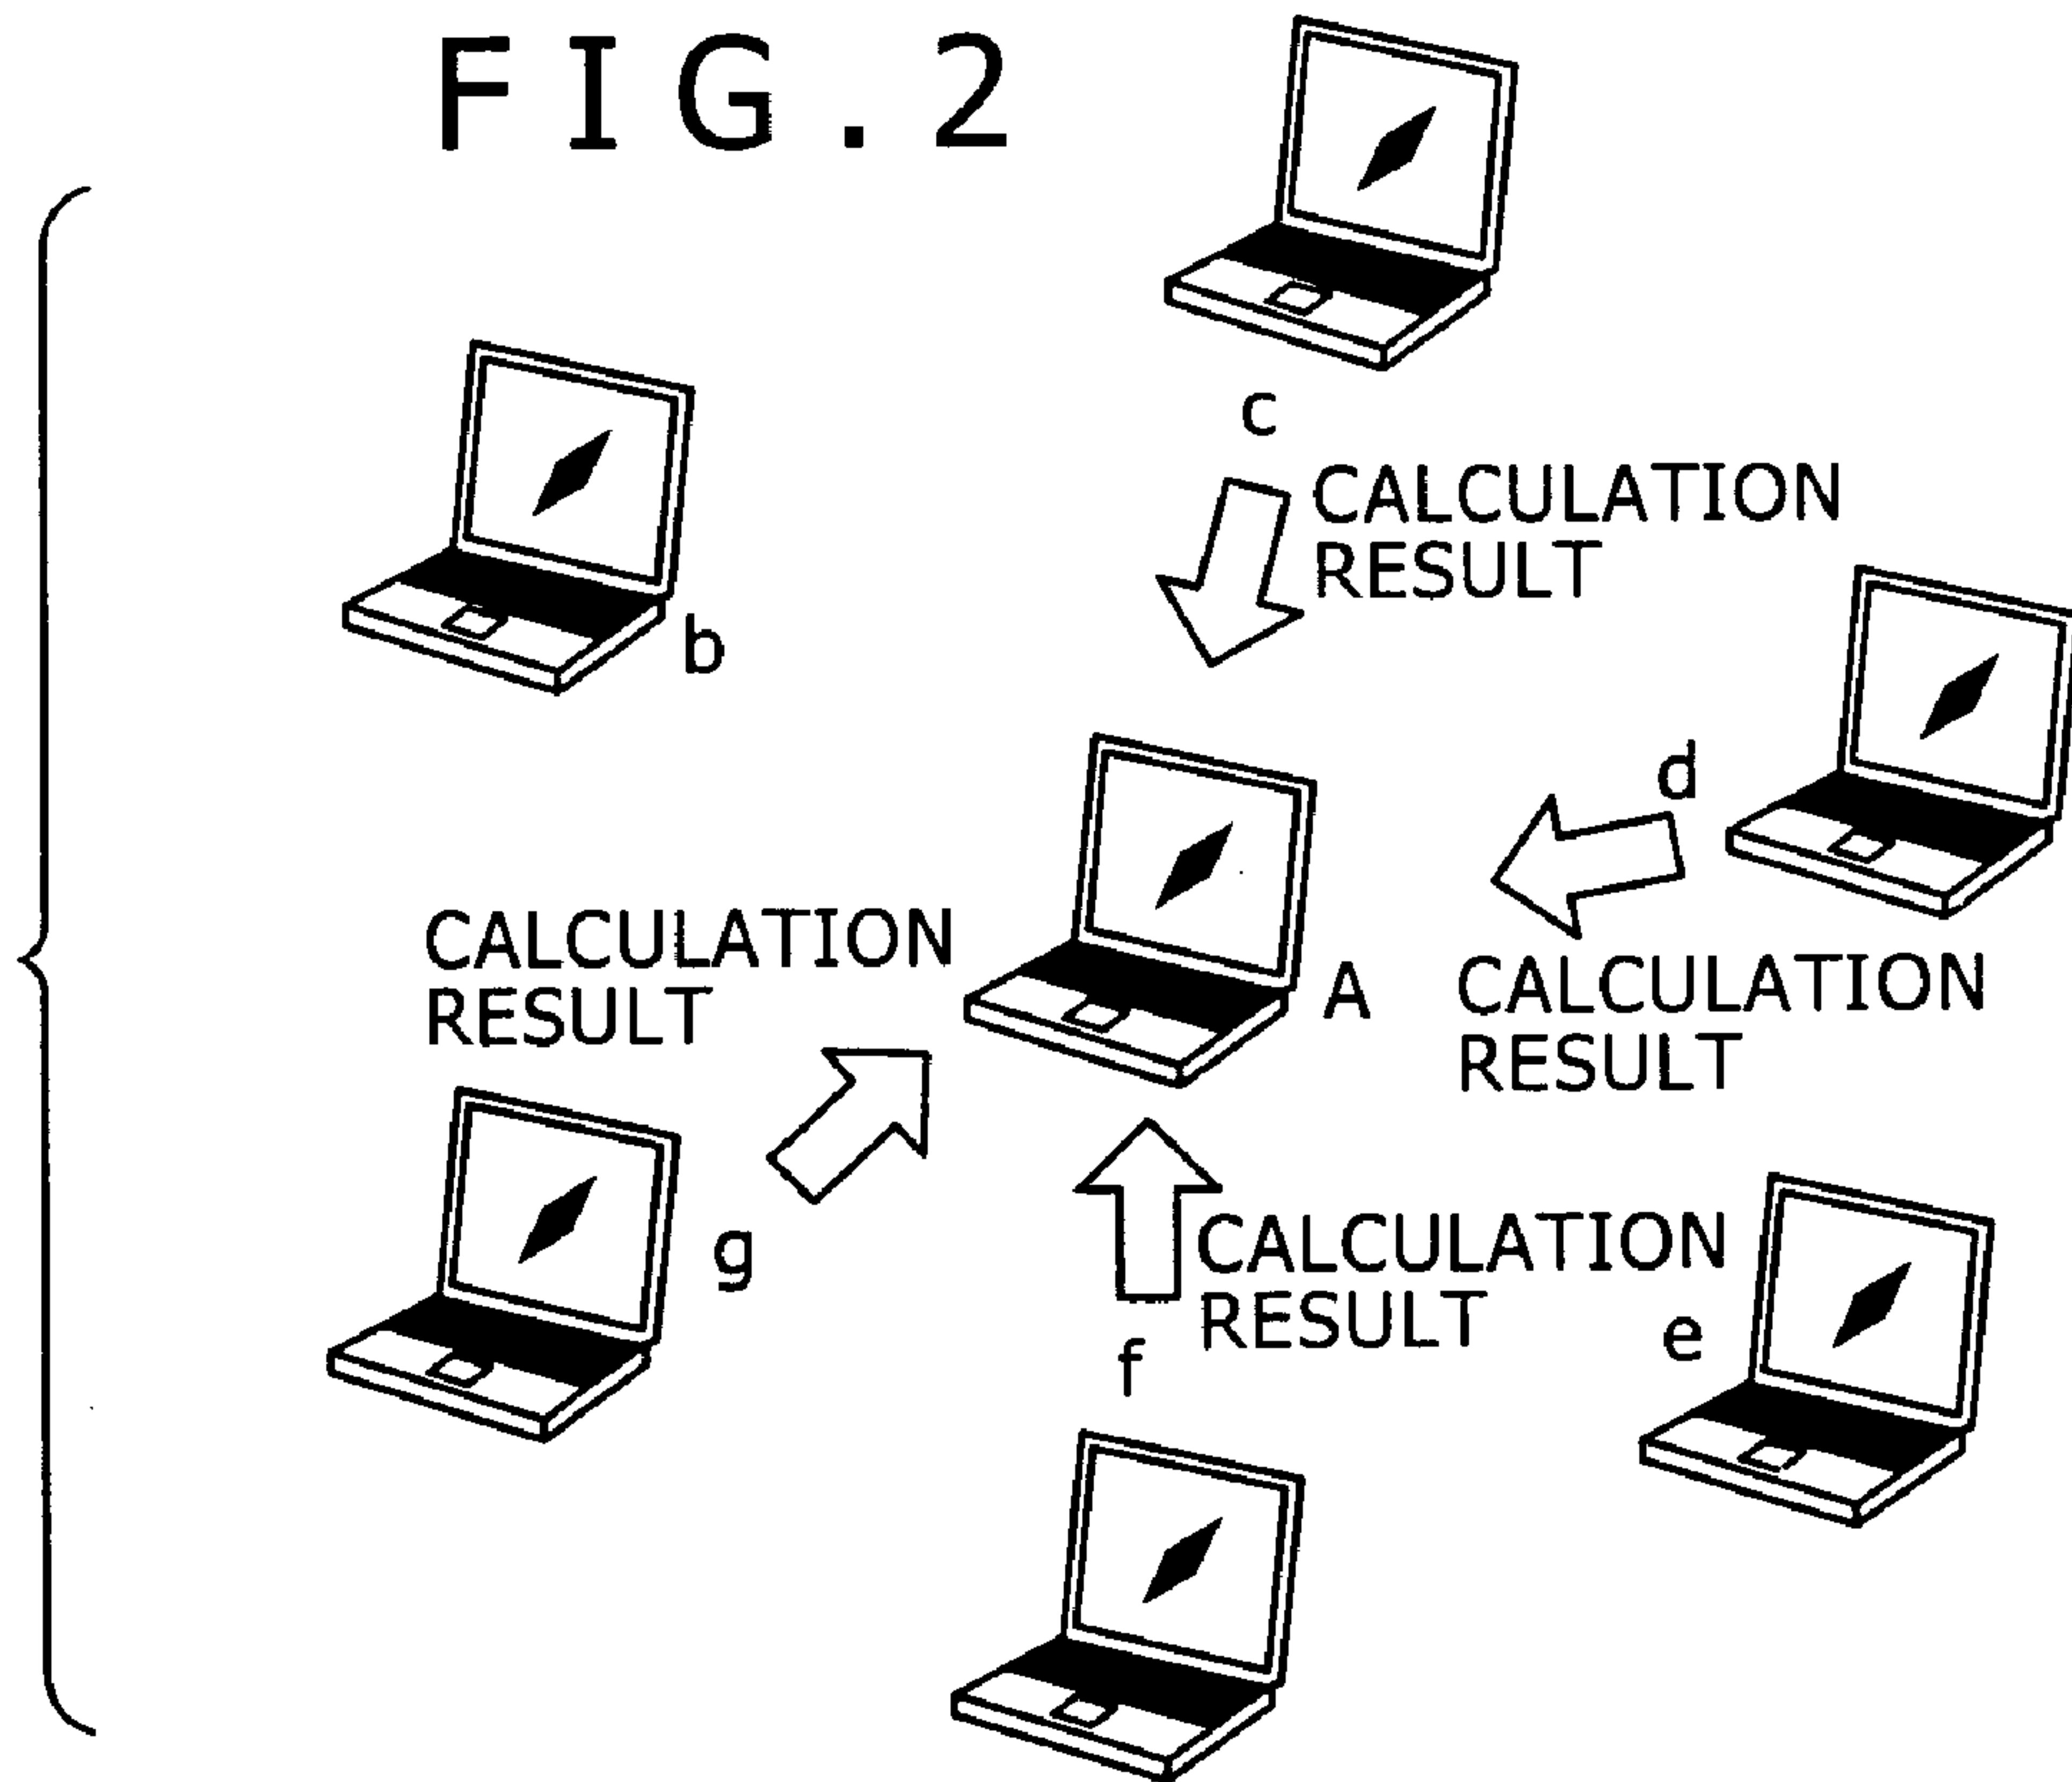 FIG.2
c
CALCULATION
RESULT
b
d
CALCULATION
RESULT
A
CALCULATION
RESULT
g
CALCULATION
RESULT
e
f